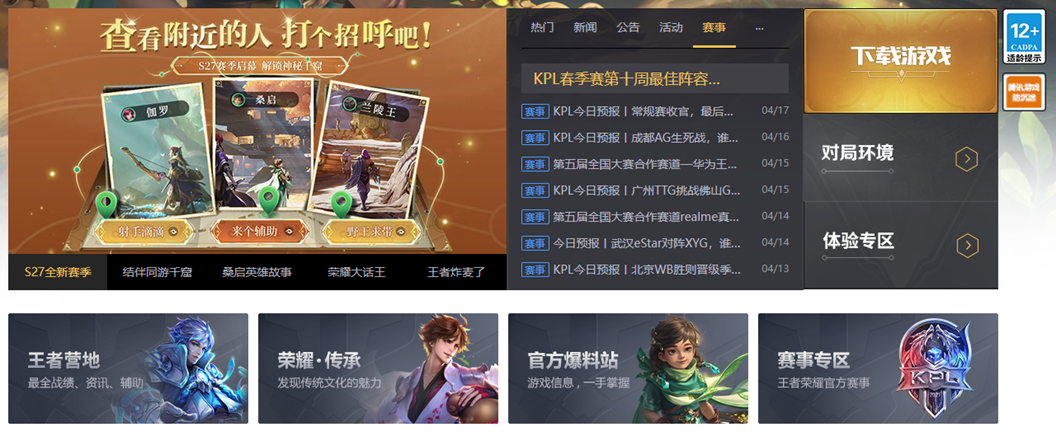 查看附近的人 打个招呼吧!
S27赛季启幕 解锁神秘千窟
伽罗
桑启
兰陵王
射手滴滴
来个辅助
野王求带
S27全新赛季
结伴同游千窟
桑启英雄故事
荣耀大话王
王者炸麦了
热门 新闻 公告 活动 赛事 ...
KPL春季赛第十周最佳阵容...
赛事 KPL今日预报丨常规赛收官，最后... 04/17
赛事 KPL今日预报丨成都AG生死战，谁... 04/16
赛事 第五届全国大赛合作赛道—华为王... 04/15
赛事 KPL今日预报丨广州TTG挑战佛山G... 04/15
赛事 第五届全国大赛合作赛道realme真... 04/14
赛事 今日预报丨武汉eStar对阵XYG，谁... 04/14
赛事 KPL今日预报丨北京WB胜则晋级季... 04/13
下载游戏
对局环境
体验专区
12+
CADPA
适龄提示
腾讯游戏
防沉迷
王者营地
最全战绩、资讯、辅助
荣耀·传承
发现传统文化的魅力
官方爆料站
游戏信息，一手掌握
赛事专区
王者荣耀官方赛事
KPL